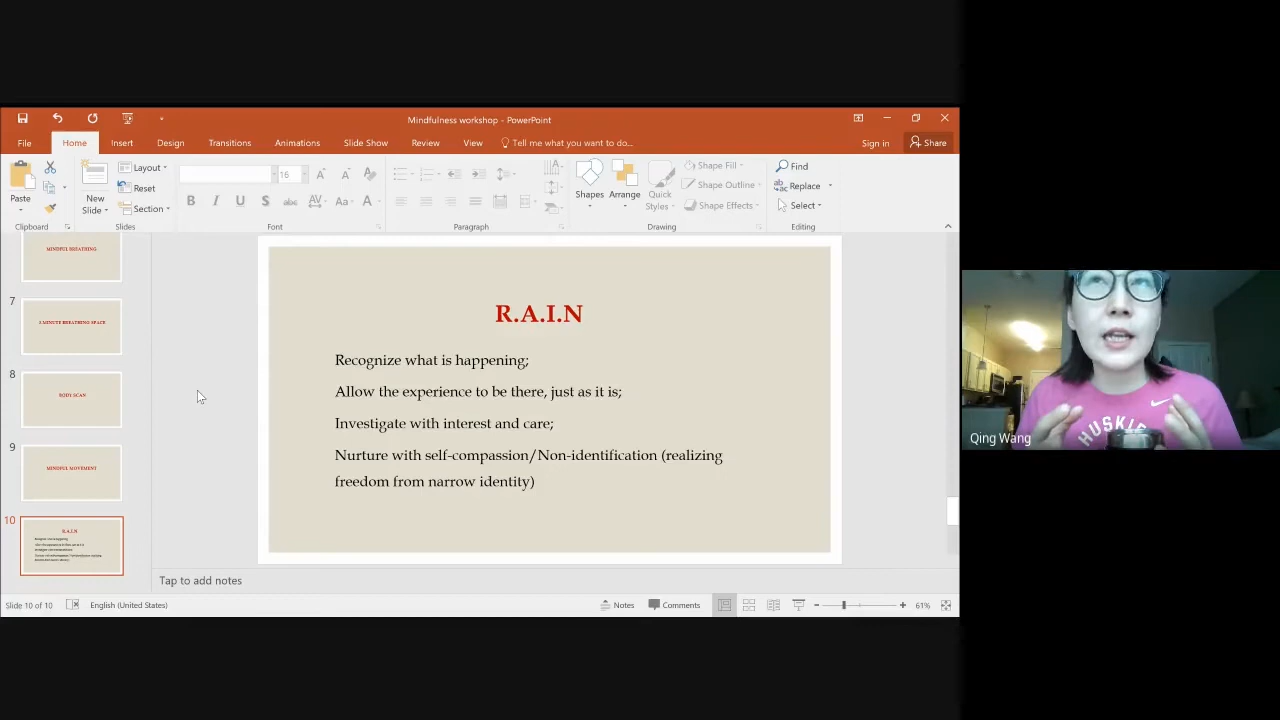 Mindfulness workshop - PowerPoint
File Home Insert Design Transitions Animations Slide Show Review View Tell me what you want to do... Sign in Share
Paste
Clipboard
New Slide
Layout
Reset
Section
Slides
16
B I U S abc AV Aa A
Font
Paragraph
Shapes
Arrange
Quick Styles
Shape Fill
Shape Outline
Shape Effects
Drawing
Find
Replace
Select
Editing
MINDFUL BREATHING
7
3 MINUTE BREATHING SPACE
8
BODY SCAN
9
MINDFUL MOVEMENT
10
R.A.I.N
R.A.I.N
Recognize what is happening;
Allow the experience to be there, just as it is;
Investigate with interest and care;
Nurture with self-compassion/Non-identification (realizing
freedom from narrow identity)
Tap to add notes
Slide 10 of 10 English (United States) Notes Comments 61%
HUSKIE
Qing Wang